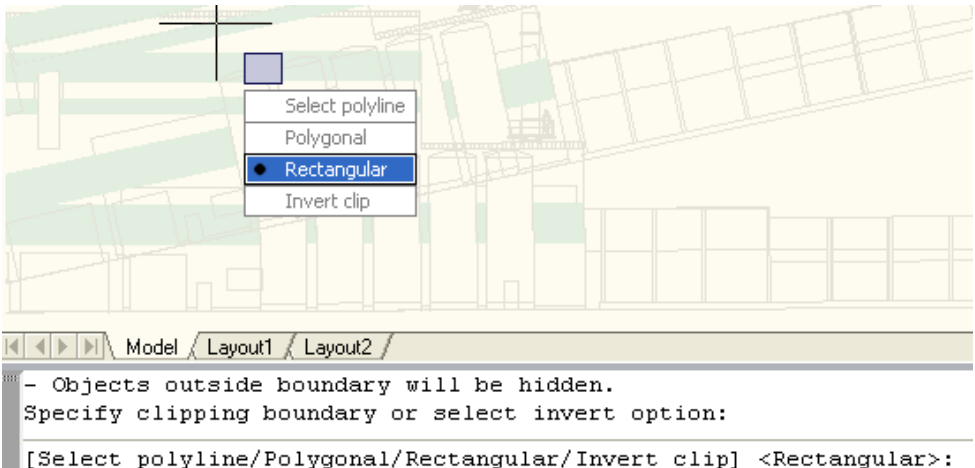 Select polyline
Polygonal
Rectangular
Invert clip
Model Layout1 Layout2
- Objects outside boundary will be hidden.
Specify clipping boundary or select invert option:
[Select polyline/Polygonal/Rectangular/Invert clip] <Rectangular>: